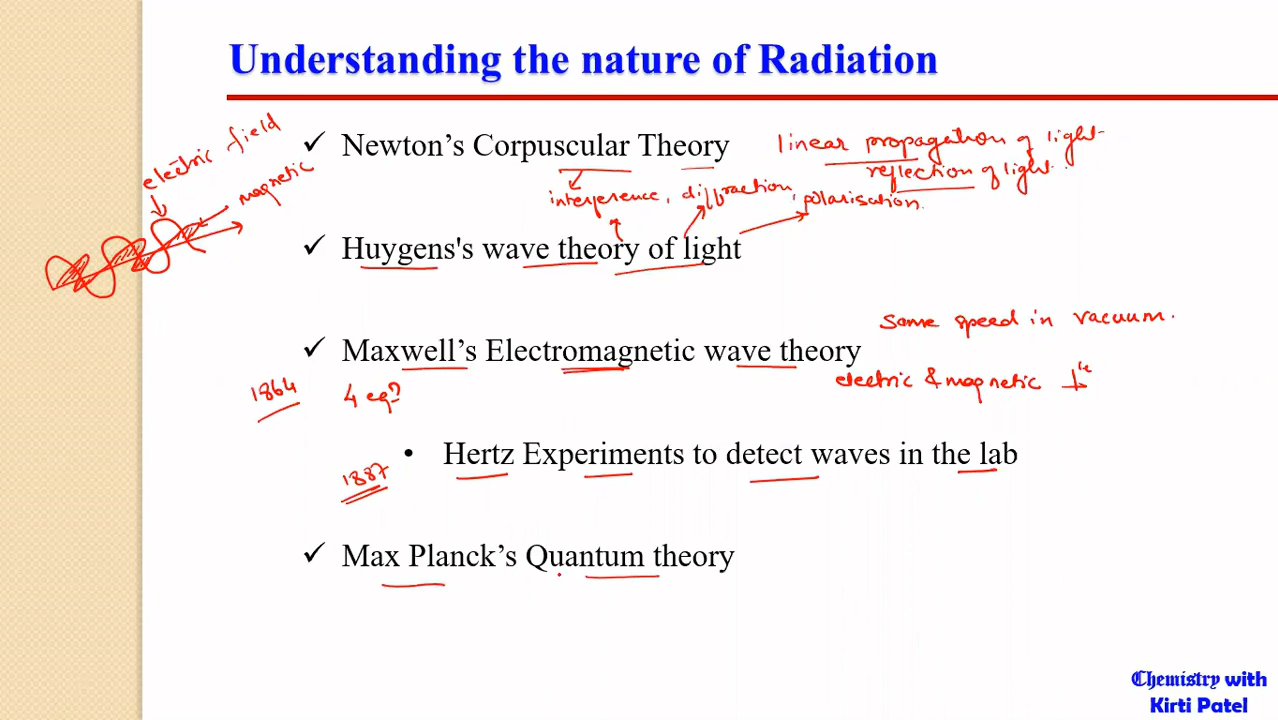 Understanding the nature of Radiation
electric field
magnetic
✓ Newton's Corpuscular Theory
linear propagation of light
reflection of light
interference, diffraction, polarisation
✓ Huygens's wave theory of light
same speed in vacuum.
✓ Maxwell's Electromagnetic wave theory
1864
4 eqn
electric & magnetic ⊥le
• Hertz Experiments to detect waves in the lab
1887
✓ Max Planck's Quantum theory
Chemistry with
Kirti Patel